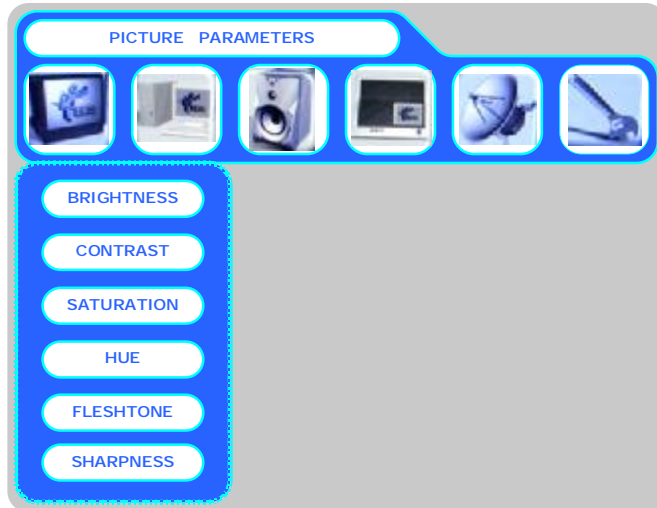 PICTURE PARAMETERS
BRIGHTNESS
CONTRAST
SATURATION
HUE
FLESHTONE
SHARPNESS